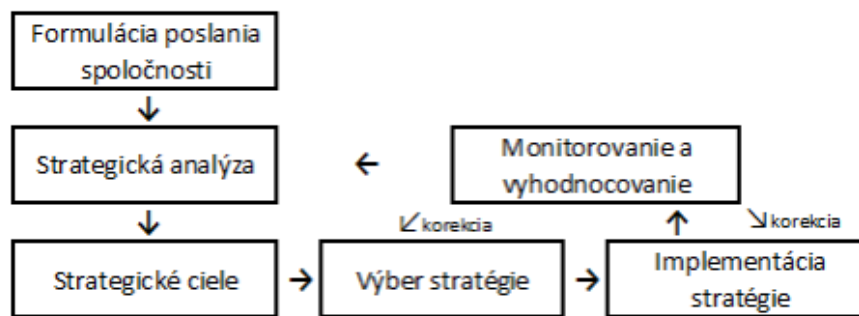 Formulácia poslania
spoločnosti
Strategická analýza
Monitorovanie a
vyhodnocovanie
korekcia
korekcia
Strategické ciele
Výber stratégie
Implementácia
stratégie